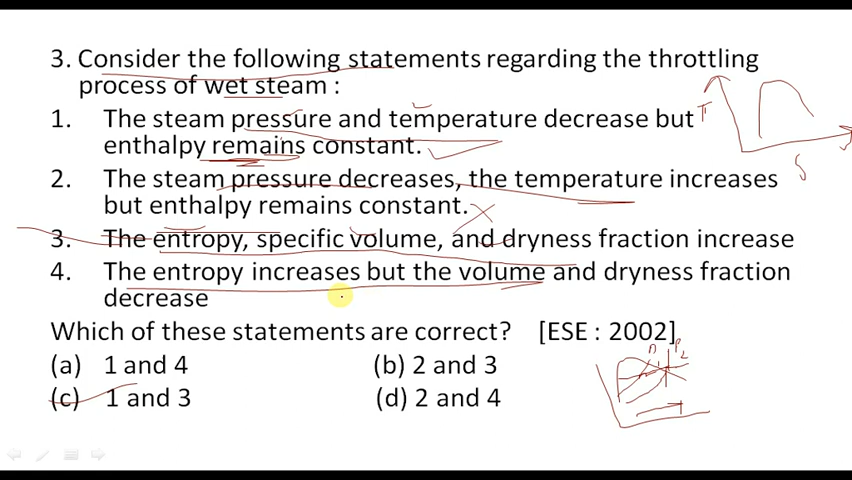 3. Consider the following statements regarding the throttling
process of wet steam :
1. The steam pressure and temperature decrease but
enthalpy remains constant.
2. The steam pressure decreases, the temperature increases
but enthalpy remains constant.
3. The entropy, specific volume, and dryness fraction increase
4. The entropy increases but the volume and dryness fraction
decrease
Which of these statements are correct? [ESE : 2002]
(a) 1 and 4 (b) 2 and 3
(c) 1 and 3 (d) 2 and 4
T
S
P2